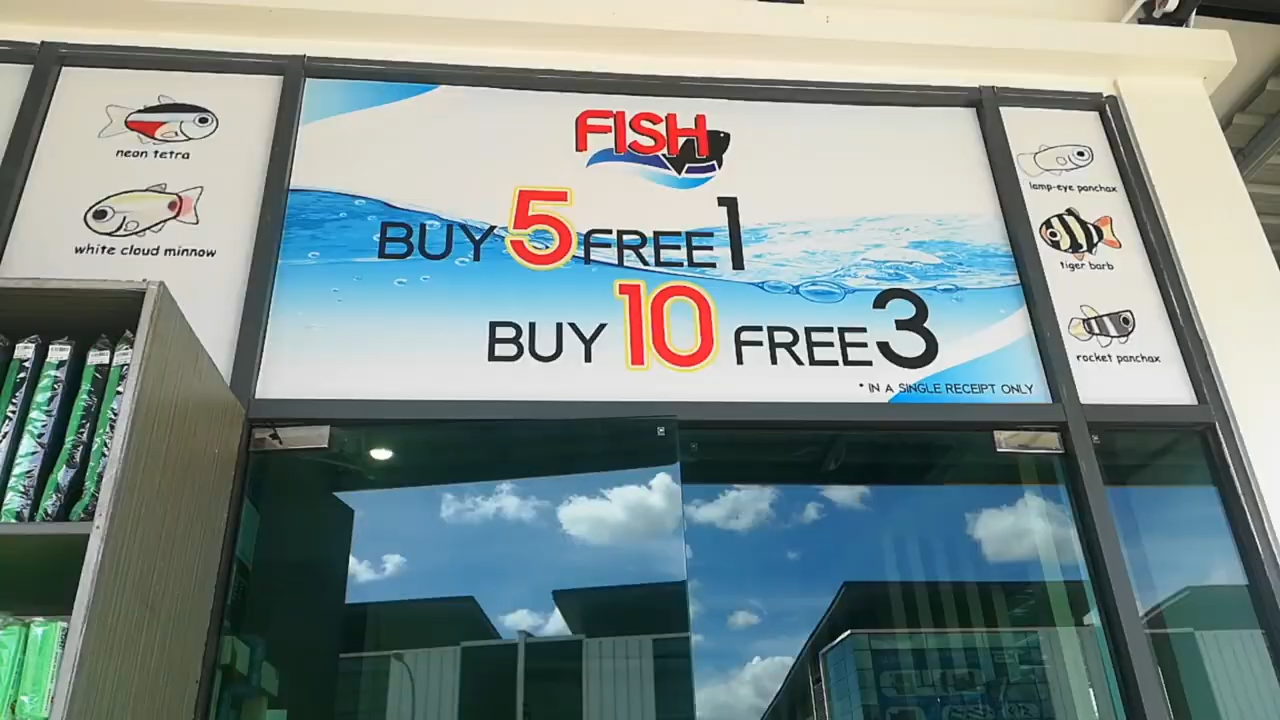 neon tetra
white cloud minnow
FISH
BUY 5 FREE 1
BUY 10 FREE 3
* IN A SINGLE RECEIPT ONLY
lamp-eye panchax
tiger barb
rocket panchax